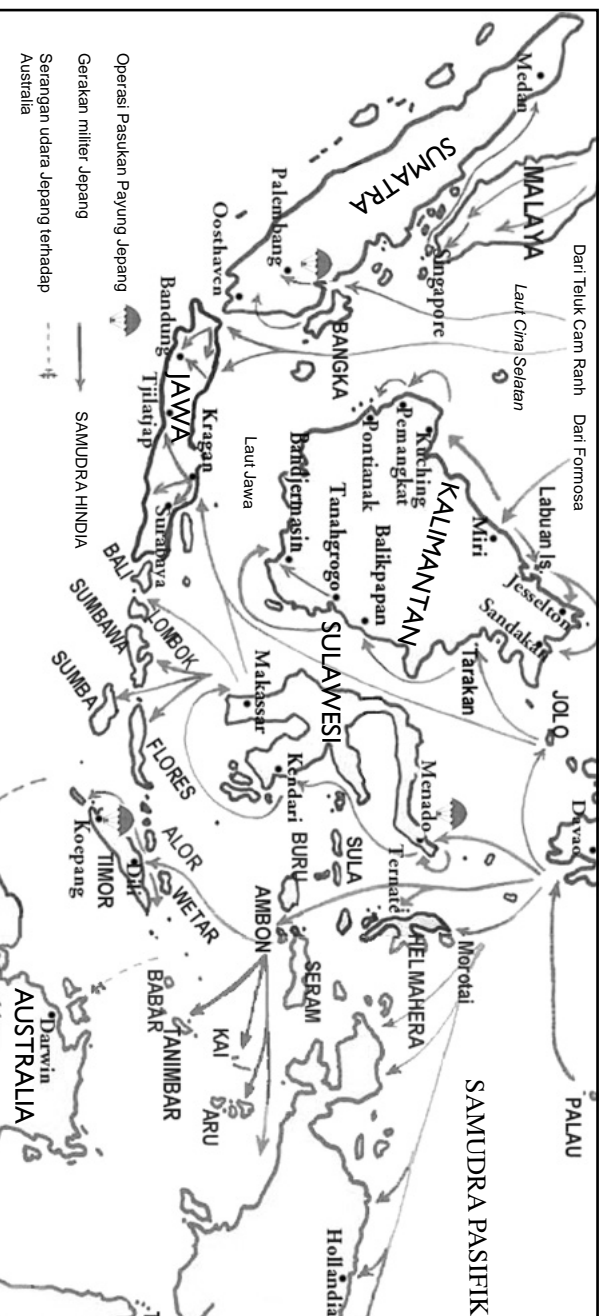 Dari Teluk Cam Ranh
Dari Formosa
PALAU
Medan
MALAYA
Laut Cina Selatan
Labuan Is.
Jesselton
Sandakan
JOLO
Davao
SAMUDRA PASIFIK
SUMATRA
Singapore
Miri
Tarakan
Morotai
Palembang
BANGKA
Kuching
Pemangkat
Pontianak
KALIMANTAN
Balikpapan
Menado
Ternate
HELMAHERA
Hollandia
Oosthaven
Laut Jawa
Bandjermasin
Tanahgrogo
SULAWESI
SULA
SERAM
Makassar
Kendari
BURU
AMBON
Bandung
JAWA
Kragan
Tjilatjap
Surabaya
BALI
LOMBOK
SUMBAWA
SUMBA
FLORES
ALOR
WETAR
KAI
ARU
BABAR
TANIMBAR
Dili
TIMOR
Koepang
Darwin
AUSTRALIA
SAMUDRA HINDIA
Operasi Pasukan Payung Jepang
Gerakan militer Jepang
Serangan udara Jepang terhadap
Australia